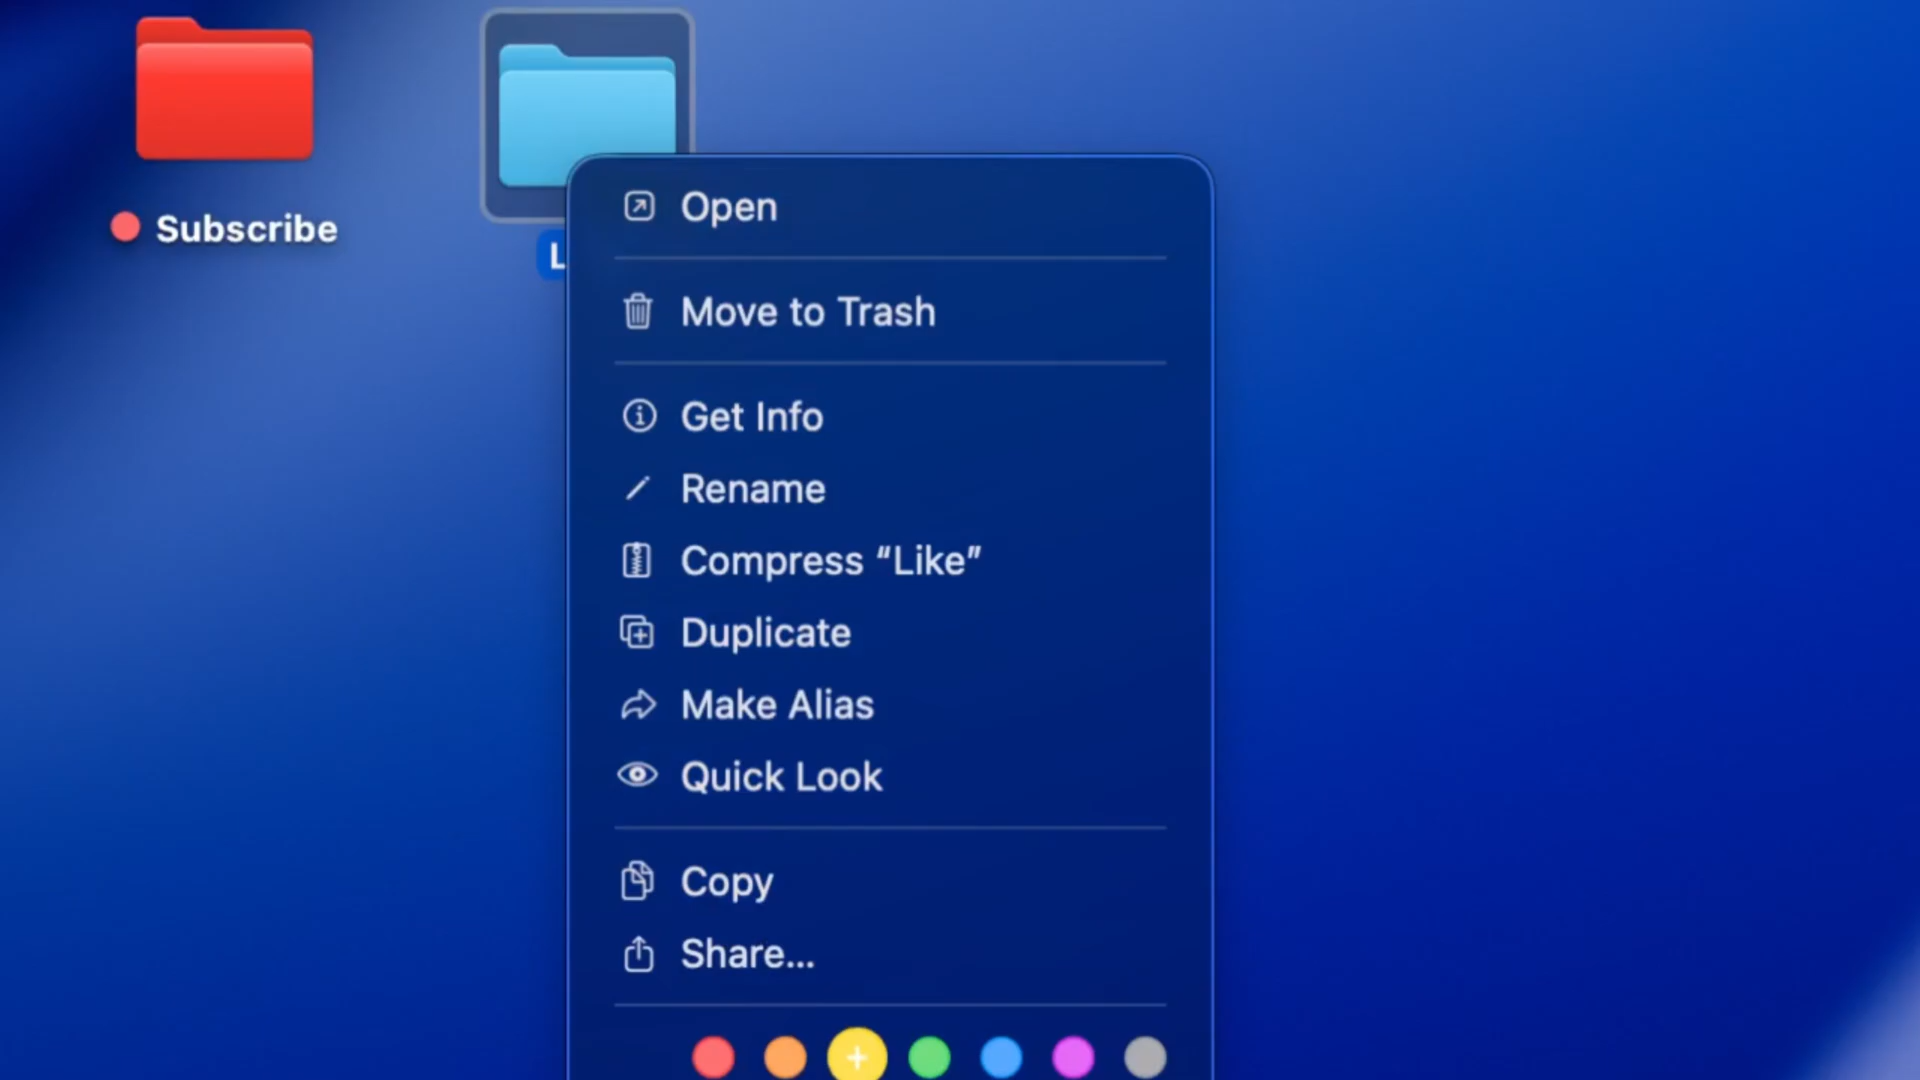 Subscribe
L
Open
Move to Trash
Get Info
Rename
Compress “Like”
Duplicate
Make Alias
Quick Look
Copy
Share...